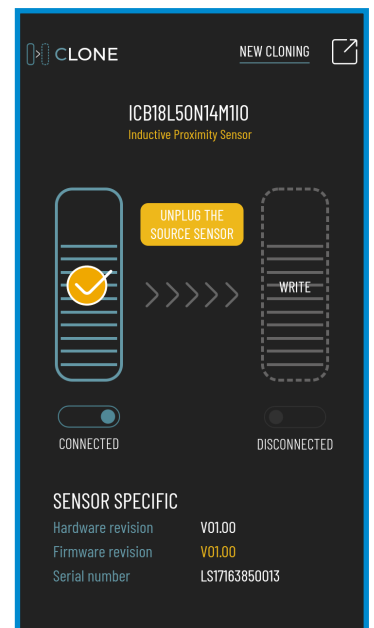 CLONE
NEW CLONING
ICB18L50N14M1IO
Inductive Proximity Sensor
UNPLUG THE
SOURCE SENSOR
WRITE
CONNECTED
DISCONNECTED
SENSOR SPECIFIC
Hardware revision V01.00
Firmware revision V01.00
Serial number LS17163850013